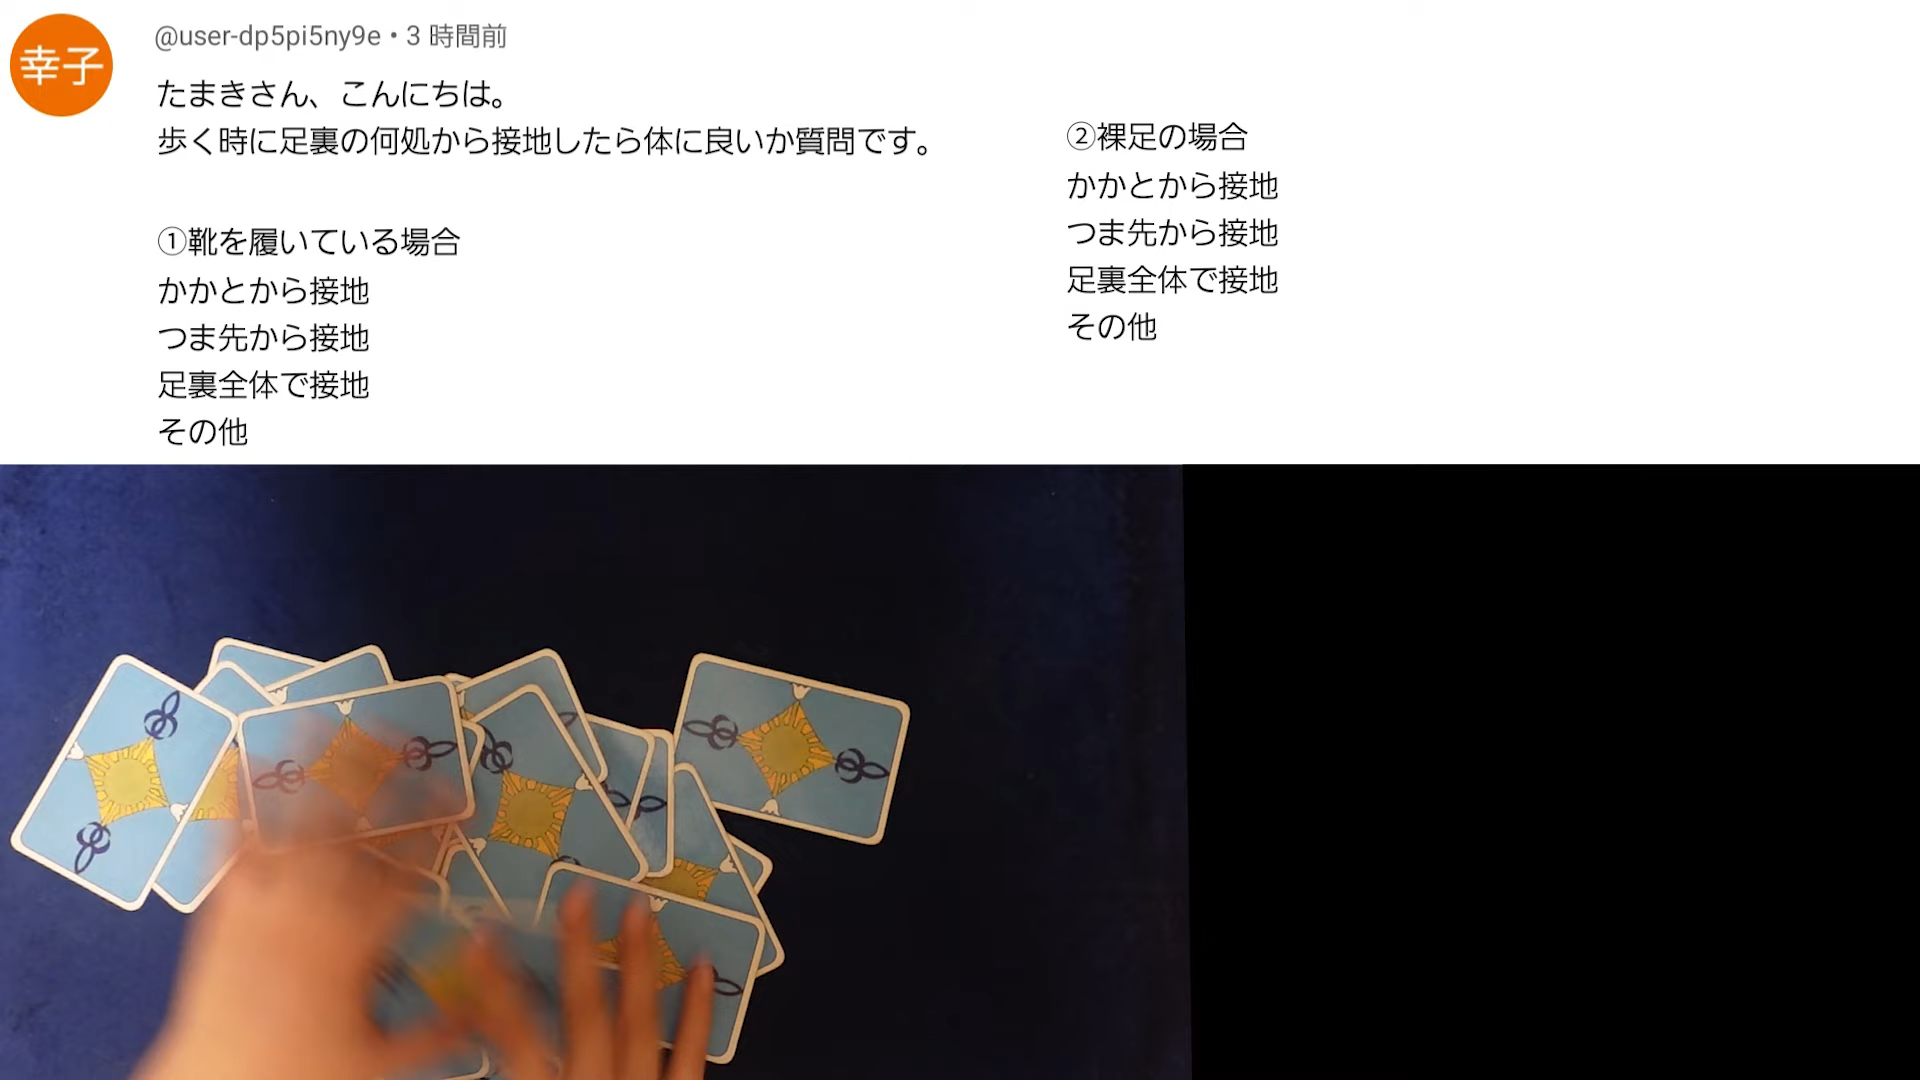 幸子
@user-dp5pi5ny9e • 3 時間前
たまきさん、こんにちは。
歩く時に足裏の何処から接地したら体に良いか質問です。
①靴を履いている場合
かかとから接地
つま先から接地
足裏全体で接地
その他
②裸足の場合
かかとから接地
つま先から接地
足裏全体で接地
その他